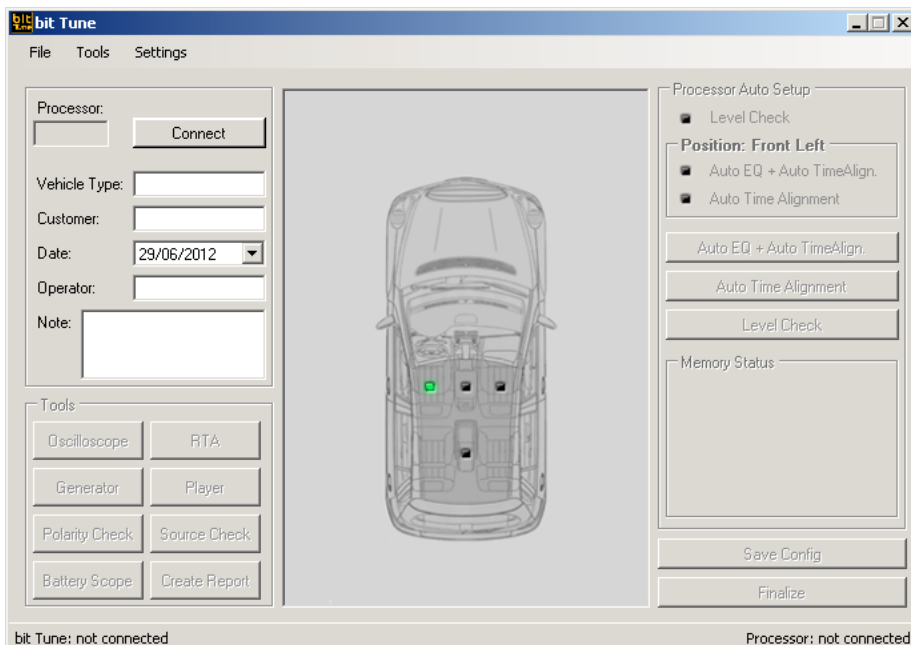 bit Tune
File Tools Settings
Processor:
Connect
Vehicle Type:
Customer:
Date: 29/06/2012
Operator:
Note:
Tools
Oscilloscope RTA
Generator Player
Polarity Check Source Check
Battery Scope Create Report
Processor Auto Setup
Level Check
Position: Front Left
Auto EQ + Auto TimeAlign.
Auto Time Alignment
Auto EQ + Auto TimeAlign.
Auto Time Alignment
Level Check
Memory Status
Save Config
Finalize
bit Tune: not connected
Processor: not connected